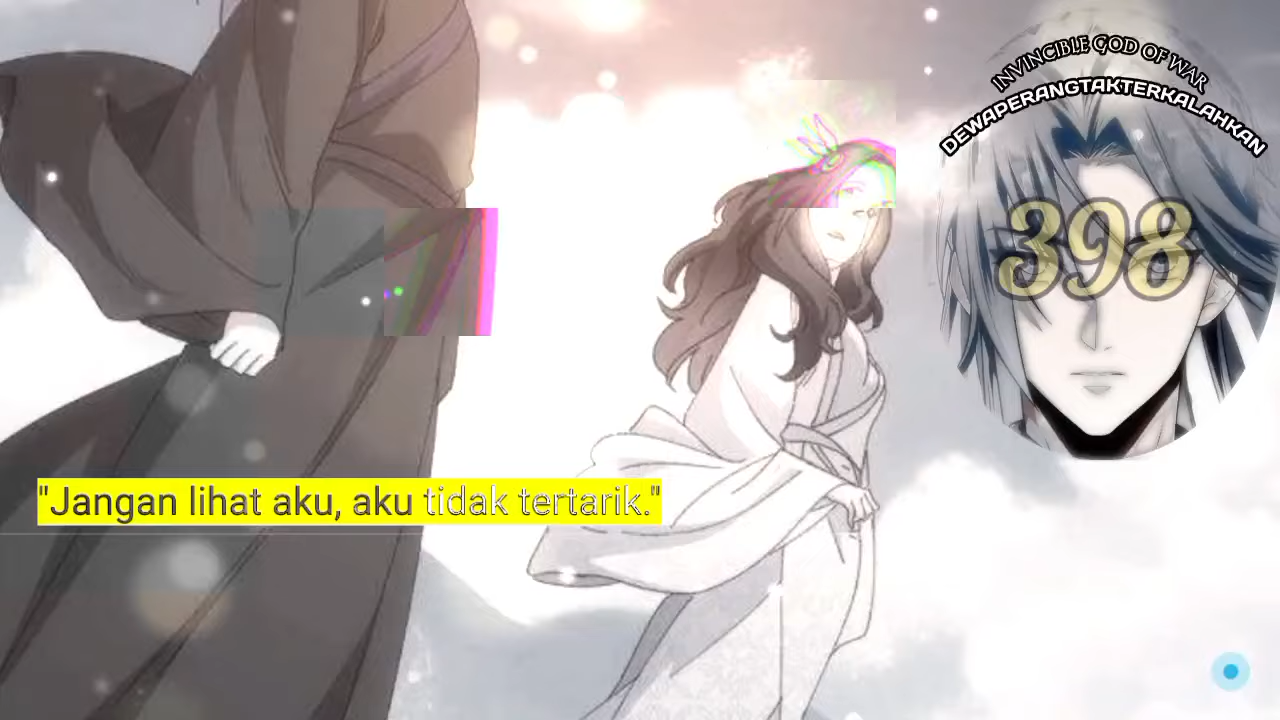 INVINCIBLE GOD OF WAR
DEWAPERANGTAKTERKALAHKAN
398
"Jangan lihat aku, aku tidak tertarik."